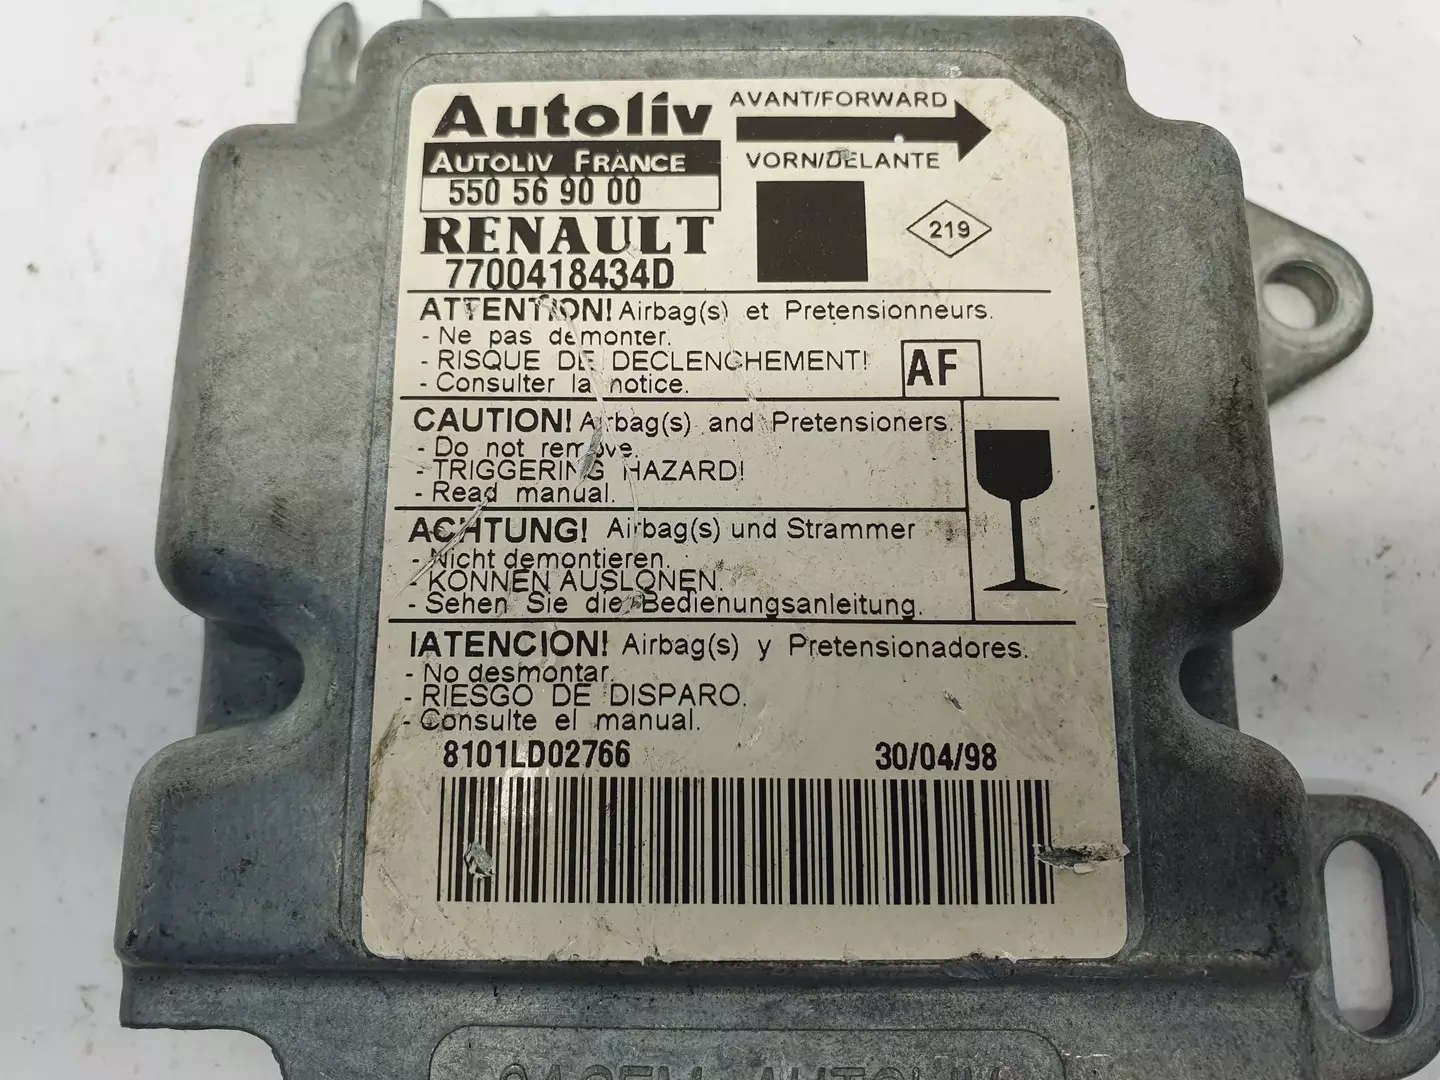 Autoliv
AUTOLIV FRANCE
550 56 90 00
RENAULT
7700418434D
AVANT/FORWARD
VORN/DELANTE
219
ATTENTION! Airbag(s) et Pretensionneurs.
- Ne pas demonter.
- RISQUE DE DECLENCHEMENT!
- Consulter la notice.
AF
CAUTION! Airbag(s) and Pretensioners.
- Do not remove.
- TRIGGERING HAZARD!
- Read manual.
ACHTUNG! Airbag(s) und Strammer
- Nicht demontieren.
- KONNEN AUSLONEN.
- Sehen Sie die Bedienungsanleitung.
!ATENCION! Airbag(s) y Pretensionadores.
- No desmontar.
- RIESGO DE DISPARO.
- Consulte el manual.
8101LD02766 30/04/98
AUTOLIV